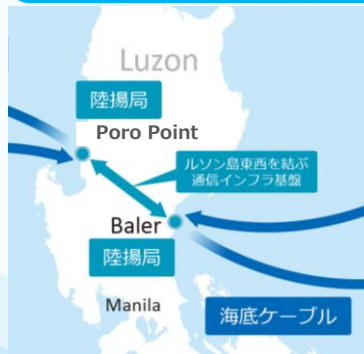 Luzon
陸揚局
Poro Point
ルソン島東西を結ぶ
通信インフラ基盤
Baler
陸揚局
Manila
海底ケーブル